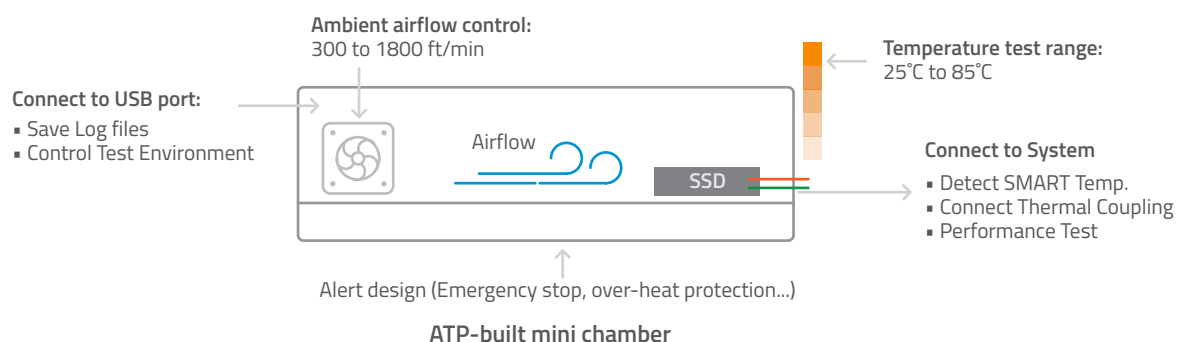 Ambient airflow control:
300 to 1800 ft/min
Temperature test range:
25˚C to 85˚C
Connect to USB port:
▪ Save Log files
▪ Control Test Environment
Airflow
SSD
Connect to System
▪ Detect SMART Temp.
▪ Connect Thermal Coupling
▪ Performance Test
Alert design (Emergency stop, over-heat protection...)
ATP-built mini chamber